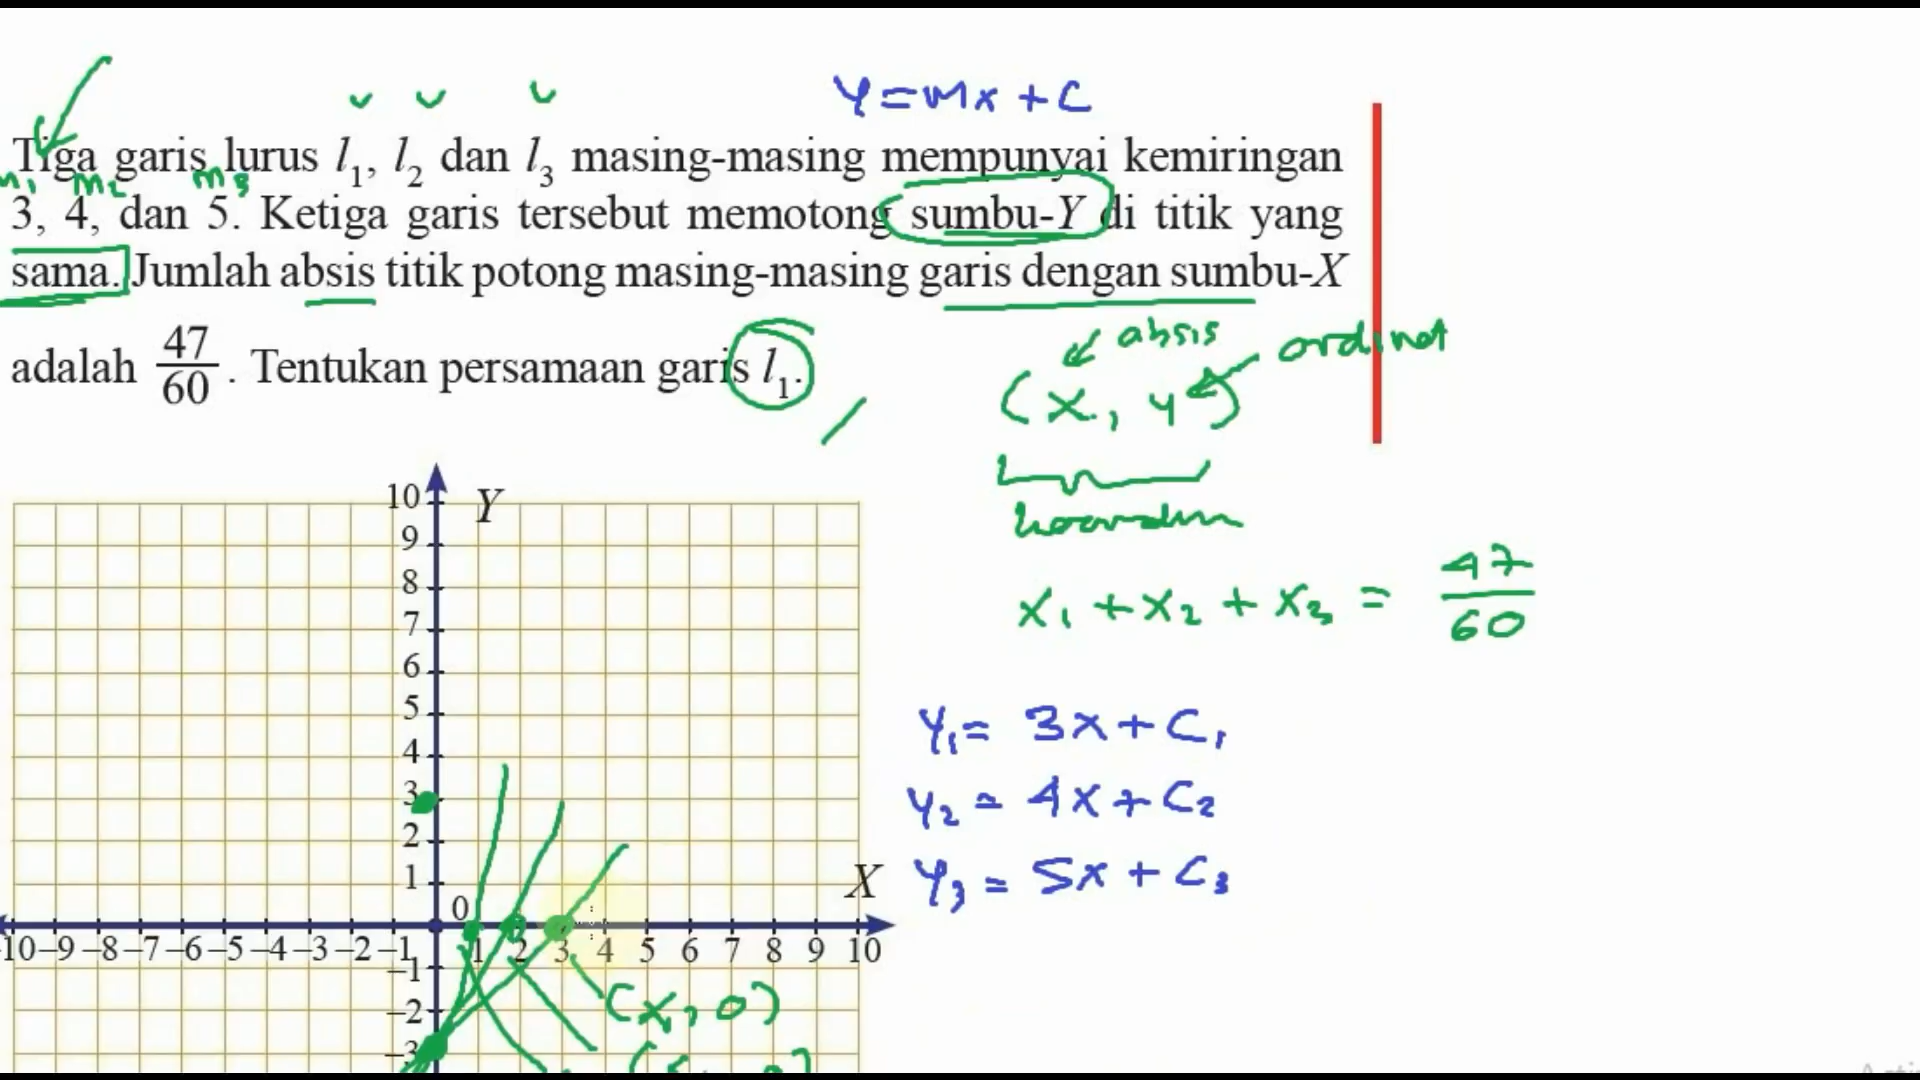 Y = mx + c
Tiga garis lurus l₁, l₂ dan l₃ masing-masing mempunyai kemiringan
m₁ m₂ m₃
3, 4, dan 5. Ketiga garis tersebut memotong sumbu-Y di titik yang
sama. Jumlah absis titik potong masing-masing garis dengan sumbu-X
adalah 47/60. Tentukan persamaan garis l₁.
absis
ordinat
(x, y)
x₁ + x₂ + x₃ = 47/60
y₁ = 3x + c₁
y₂ = 4x + c₂
y₃ = 5x + c₃
Y
10
9
8
7
6
5
4
3
2
1
X
0
-10 -9 -8 -7 -6 -5 -4 -3 -2 -1 1 2 3 4 5 6 7 8 9 10
-1
-2
-3
(x₁, 0)